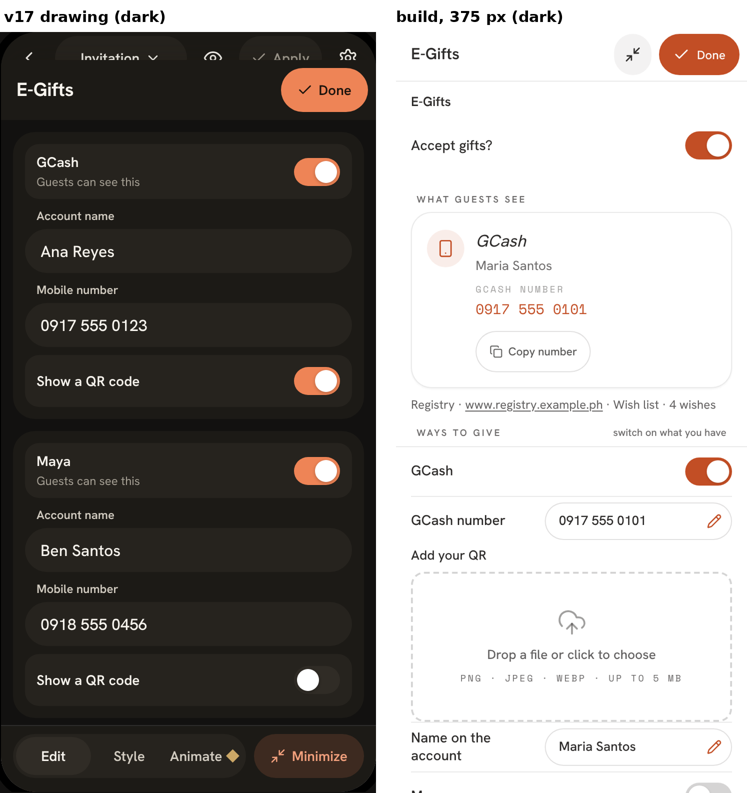 v17 drawing (dark)
Invitation
Apply
E-Gifts
Done
GCash
Guests can see this
Account name
Ana Reyes
Mobile number
0917 555 0123
Show a QR code
Maya
Guests can see this
Account name
Ben Santos
Mobile number
0918 555 0456
Show a QR code
Edit
Style
Animate
Minimize
build, 375 px (dark)
E-Gifts
Done
E-Gifts
Accept gifts?
WHAT GUESTS SEE
GCash
Maria Santos
GCASH NUMBER
0917 555 0101
Copy number
Registry · www.registry.example.ph · Wish list · 4 wishes
WAYS TO GIVE
switch on what you have
GCash
GCash number
0917 555 0101
Add your QR
Drop a file or click to choose
PNG · JPEG · WEBP · UP TO 5 MB
Name on the
account
Maria Santos